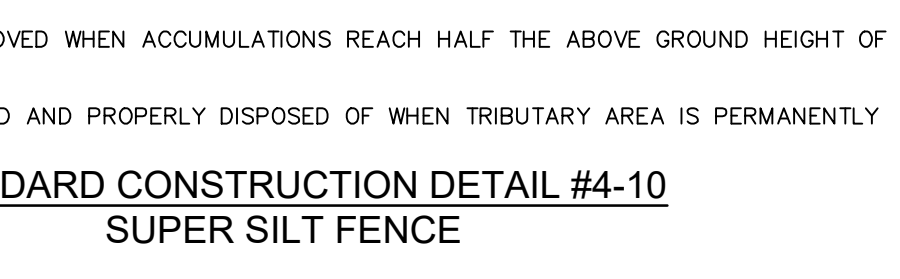 OVED WHEN ACCUMULATIONS REACH HALF THE ABOVE GROUND HEIGHT OF
D AND PROPERLY DISPOSED OF WHEN TRIBUTARY AREA IS PERMANENTLY
DARD CONSTRUCTION DETAIL #4-10
SUPER SILT FENCE